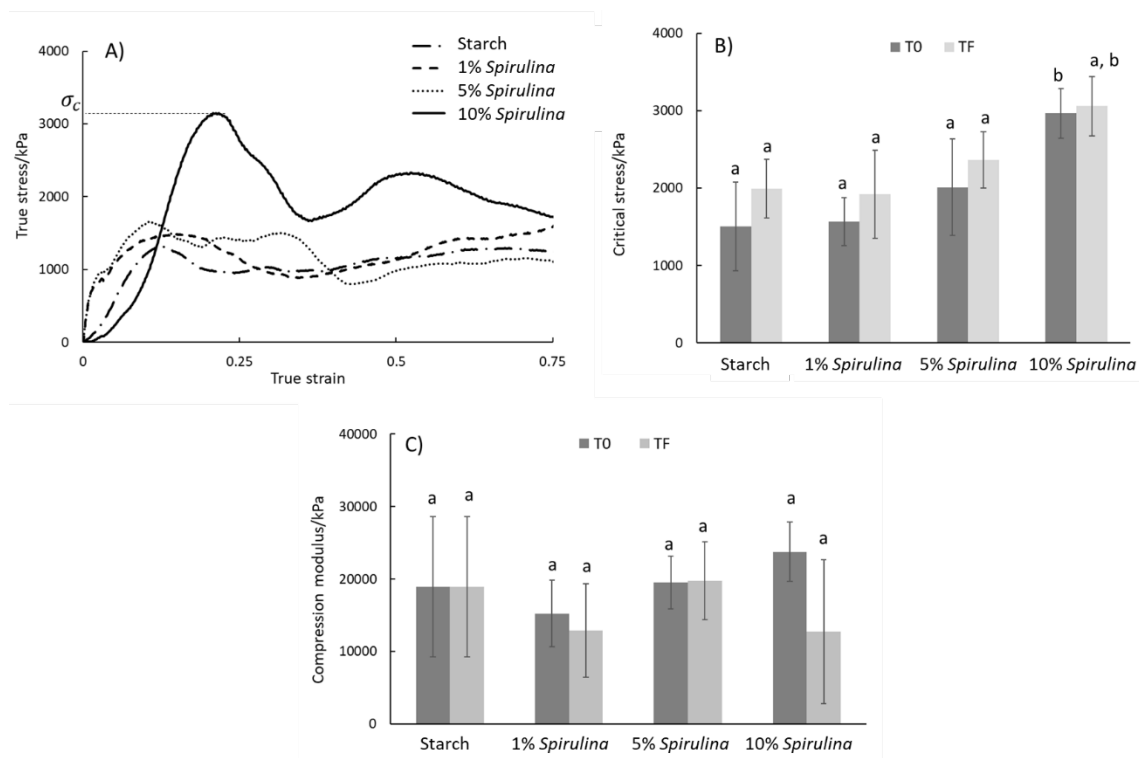 A)
Starch
1% Spirulina
5% Spirulina
10% Spirulina
4000
σc
3000
2000
1000
0
True stress/kPa
0 0.25 0.5 0.75
True strain
B)
T0 TF
4000
3000
2000
1000
0
Critical stress/kPa
a a a a a a b a, b
Starch 1% Spirulina 5% Spirulina 10% Spirulina
C)
T0 TF
40000
30000
20000
10000
0
Compression modulus/kPa
a a a a a a a a
Starch 1% Spirulina 5% Spirulina 10% Spirulina